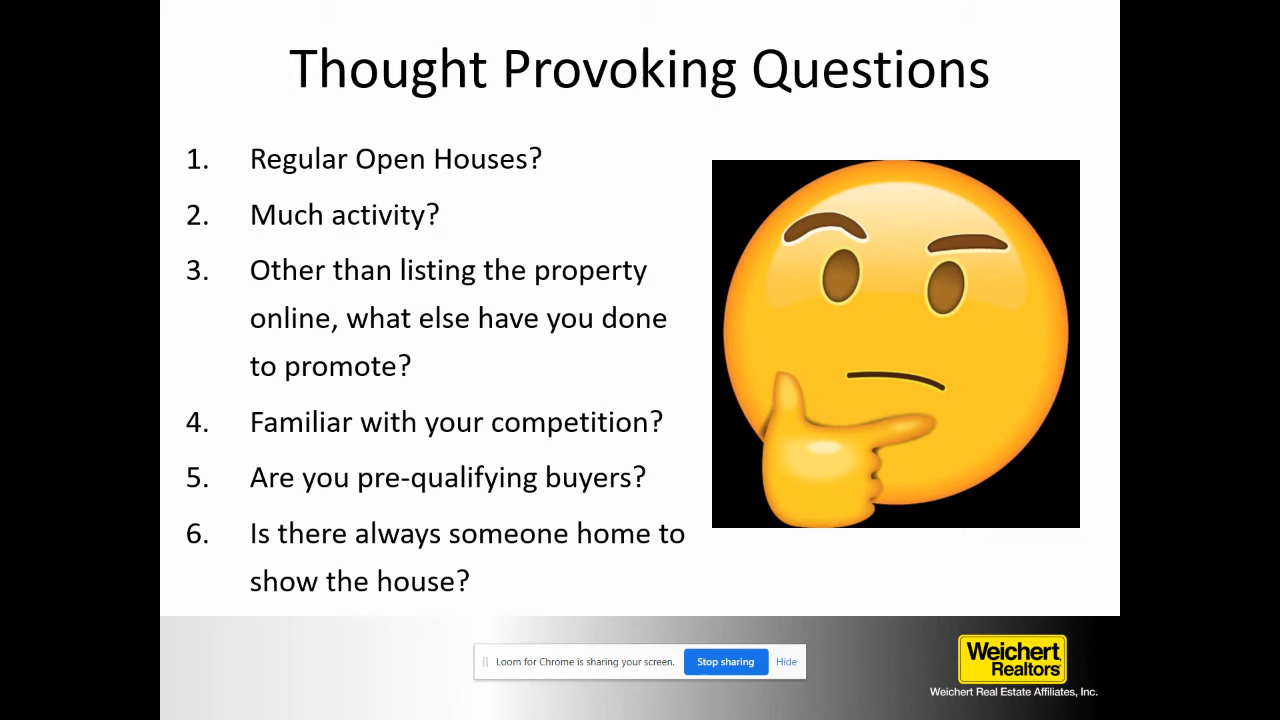 Thought Provoking Questions
1. Regular Open Houses?
2. Much activity?
3. Other than listing the property
online, what else have you done
to promote?
4. Familiar with your competition?
5. Are you pre-qualifying buyers?
6. Is there always someone home to
show the house?
Loom for Chrome is sharing your screen. Stop sharing Hide
Weichert,
Realtors
Weichert Real Estate Affiliates, Inc.